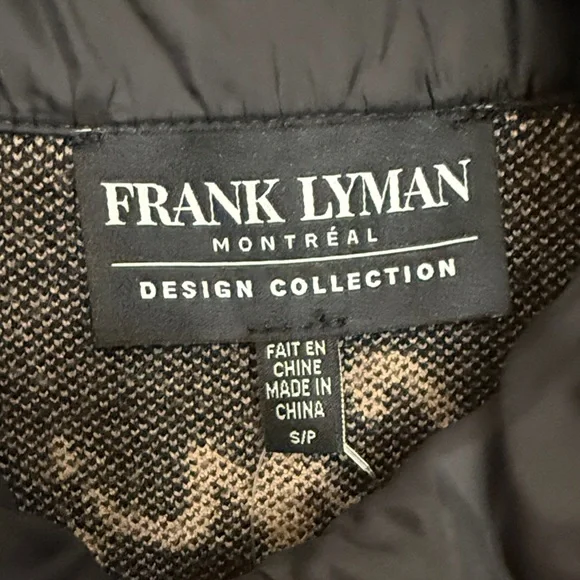 FRANK LYMAN
MONTRÉAL
DESIGN COLLECTION
FAIT EN
CHINE
MADE IN
CHINA
S/P